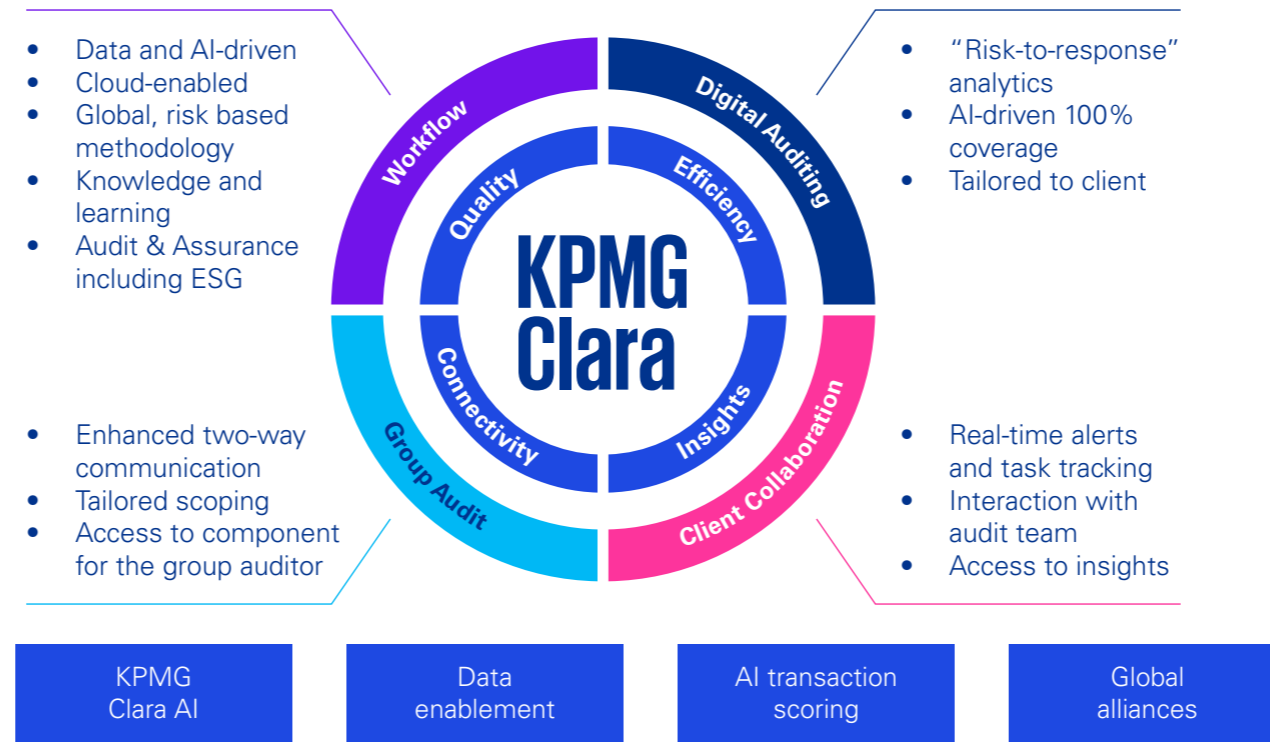 • Data and AI-driven
• Cloud-enabled
• Global, risk based
methodology
• Knowledge and
learning
• Audit & Assurance
including ESG
• “Risk-to-response”
analytics
• AI-driven 100%
coverage
• Tailored to client
Workflow
Digital Auditing
Quality
Efficiency
KPMG
Clara
Connectivity
Insights
Group Audit
Client Collaboration
• Enhanced two-way
communication
• Tailored scoping
• Access to component
for the group auditor
• Real-time alerts
and task tracking
• Interaction with
audit team
• Access to insights
KPMG
Clara AI
Data
enablement
AI transaction
scoring
Global
alliances